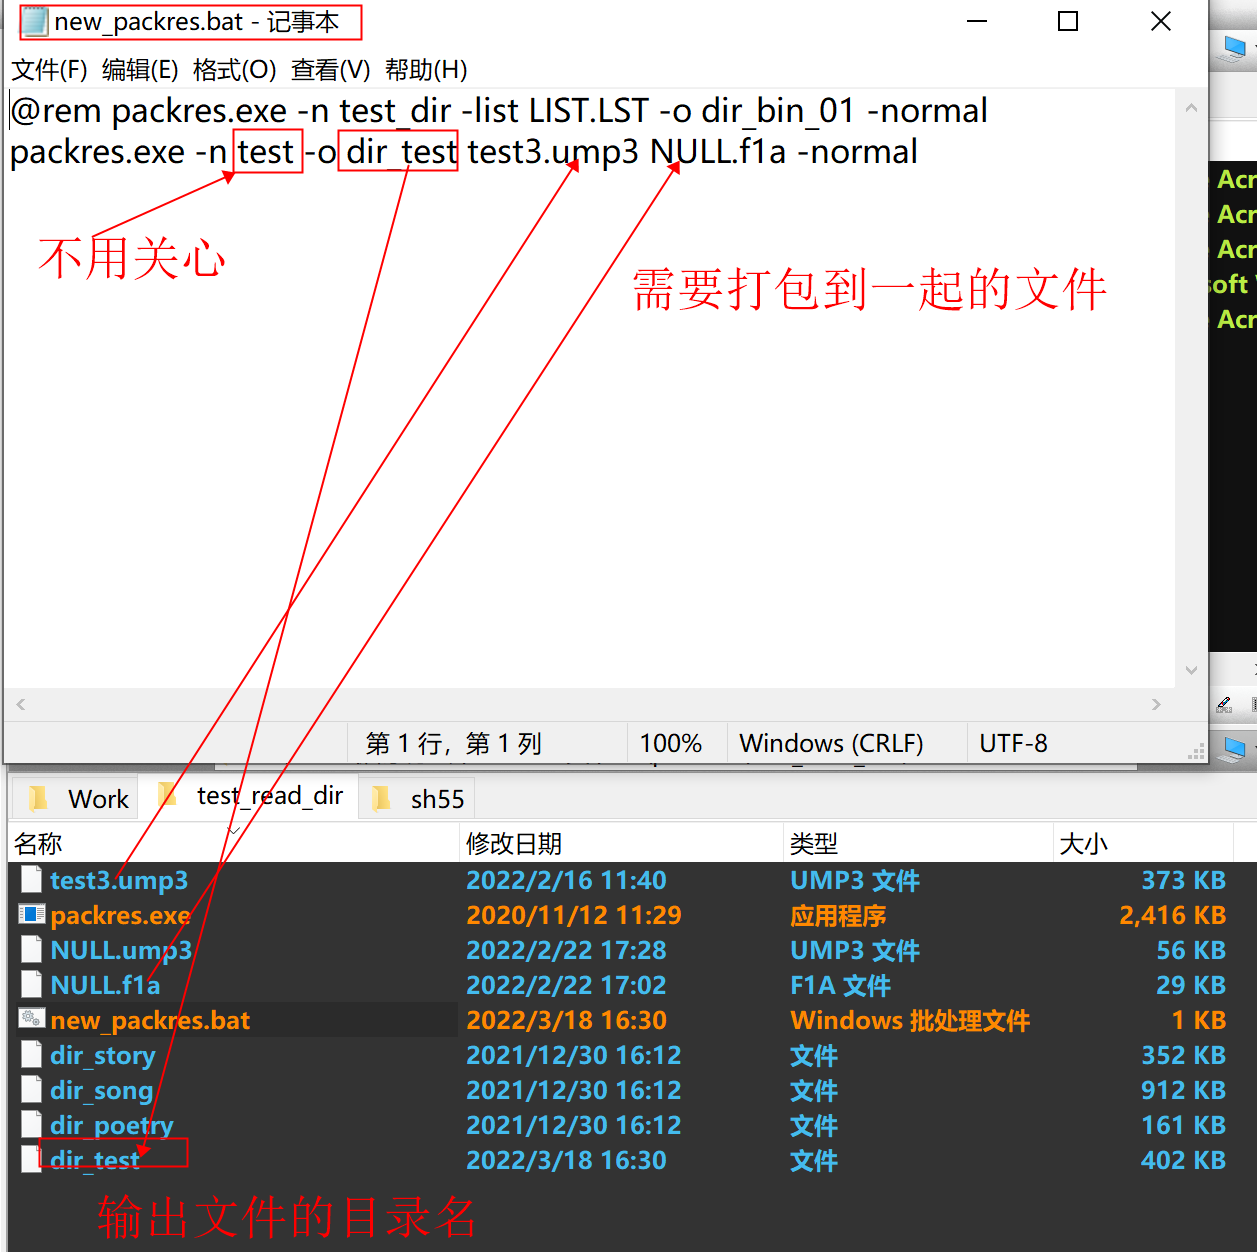 new_packres.bat - 记事本
文件(F) 编辑(E) 格式(O) 查看(V) 帮助(H)
@rem packres.exe -n test_dir -list LIST.LST -o dir_bin_01 -normal
packres.exe -n test -o dir_test test3.ump3 NULL.f1a -normal
不用关心
需要打包到一起的文件
Acr
Acr
Acr
soft
Acr
第 1 行，第 1 列 100% Windows (CRLF) UTF-8
Work test_read_dir sh55
名称 修改日期 类型 大小
test3.ump3 2022/2/16 11:40 UMP3 文件 373 KB
packres.exe 2020/11/12 11:29 应用程序 2,416 KB
NULL.ump3 2022/2/22 17:28 UMP3 文件 56 KB
NULL.f1a 2022/2/22 17:02 F1A 文件 29 KB
new_packres.bat 2022/3/18 16:30 Windows 批处理文件 1 KB
dir_story 2021/12/30 16:12 文件 352 KB
dir_song 2021/12/30 16:12 文件 912 KB
dir_poetry 2021/12/30 16:12 文件 161 KB
dir_test 2022/3/18 16:30 文件 402 KB
输出文件的目录名